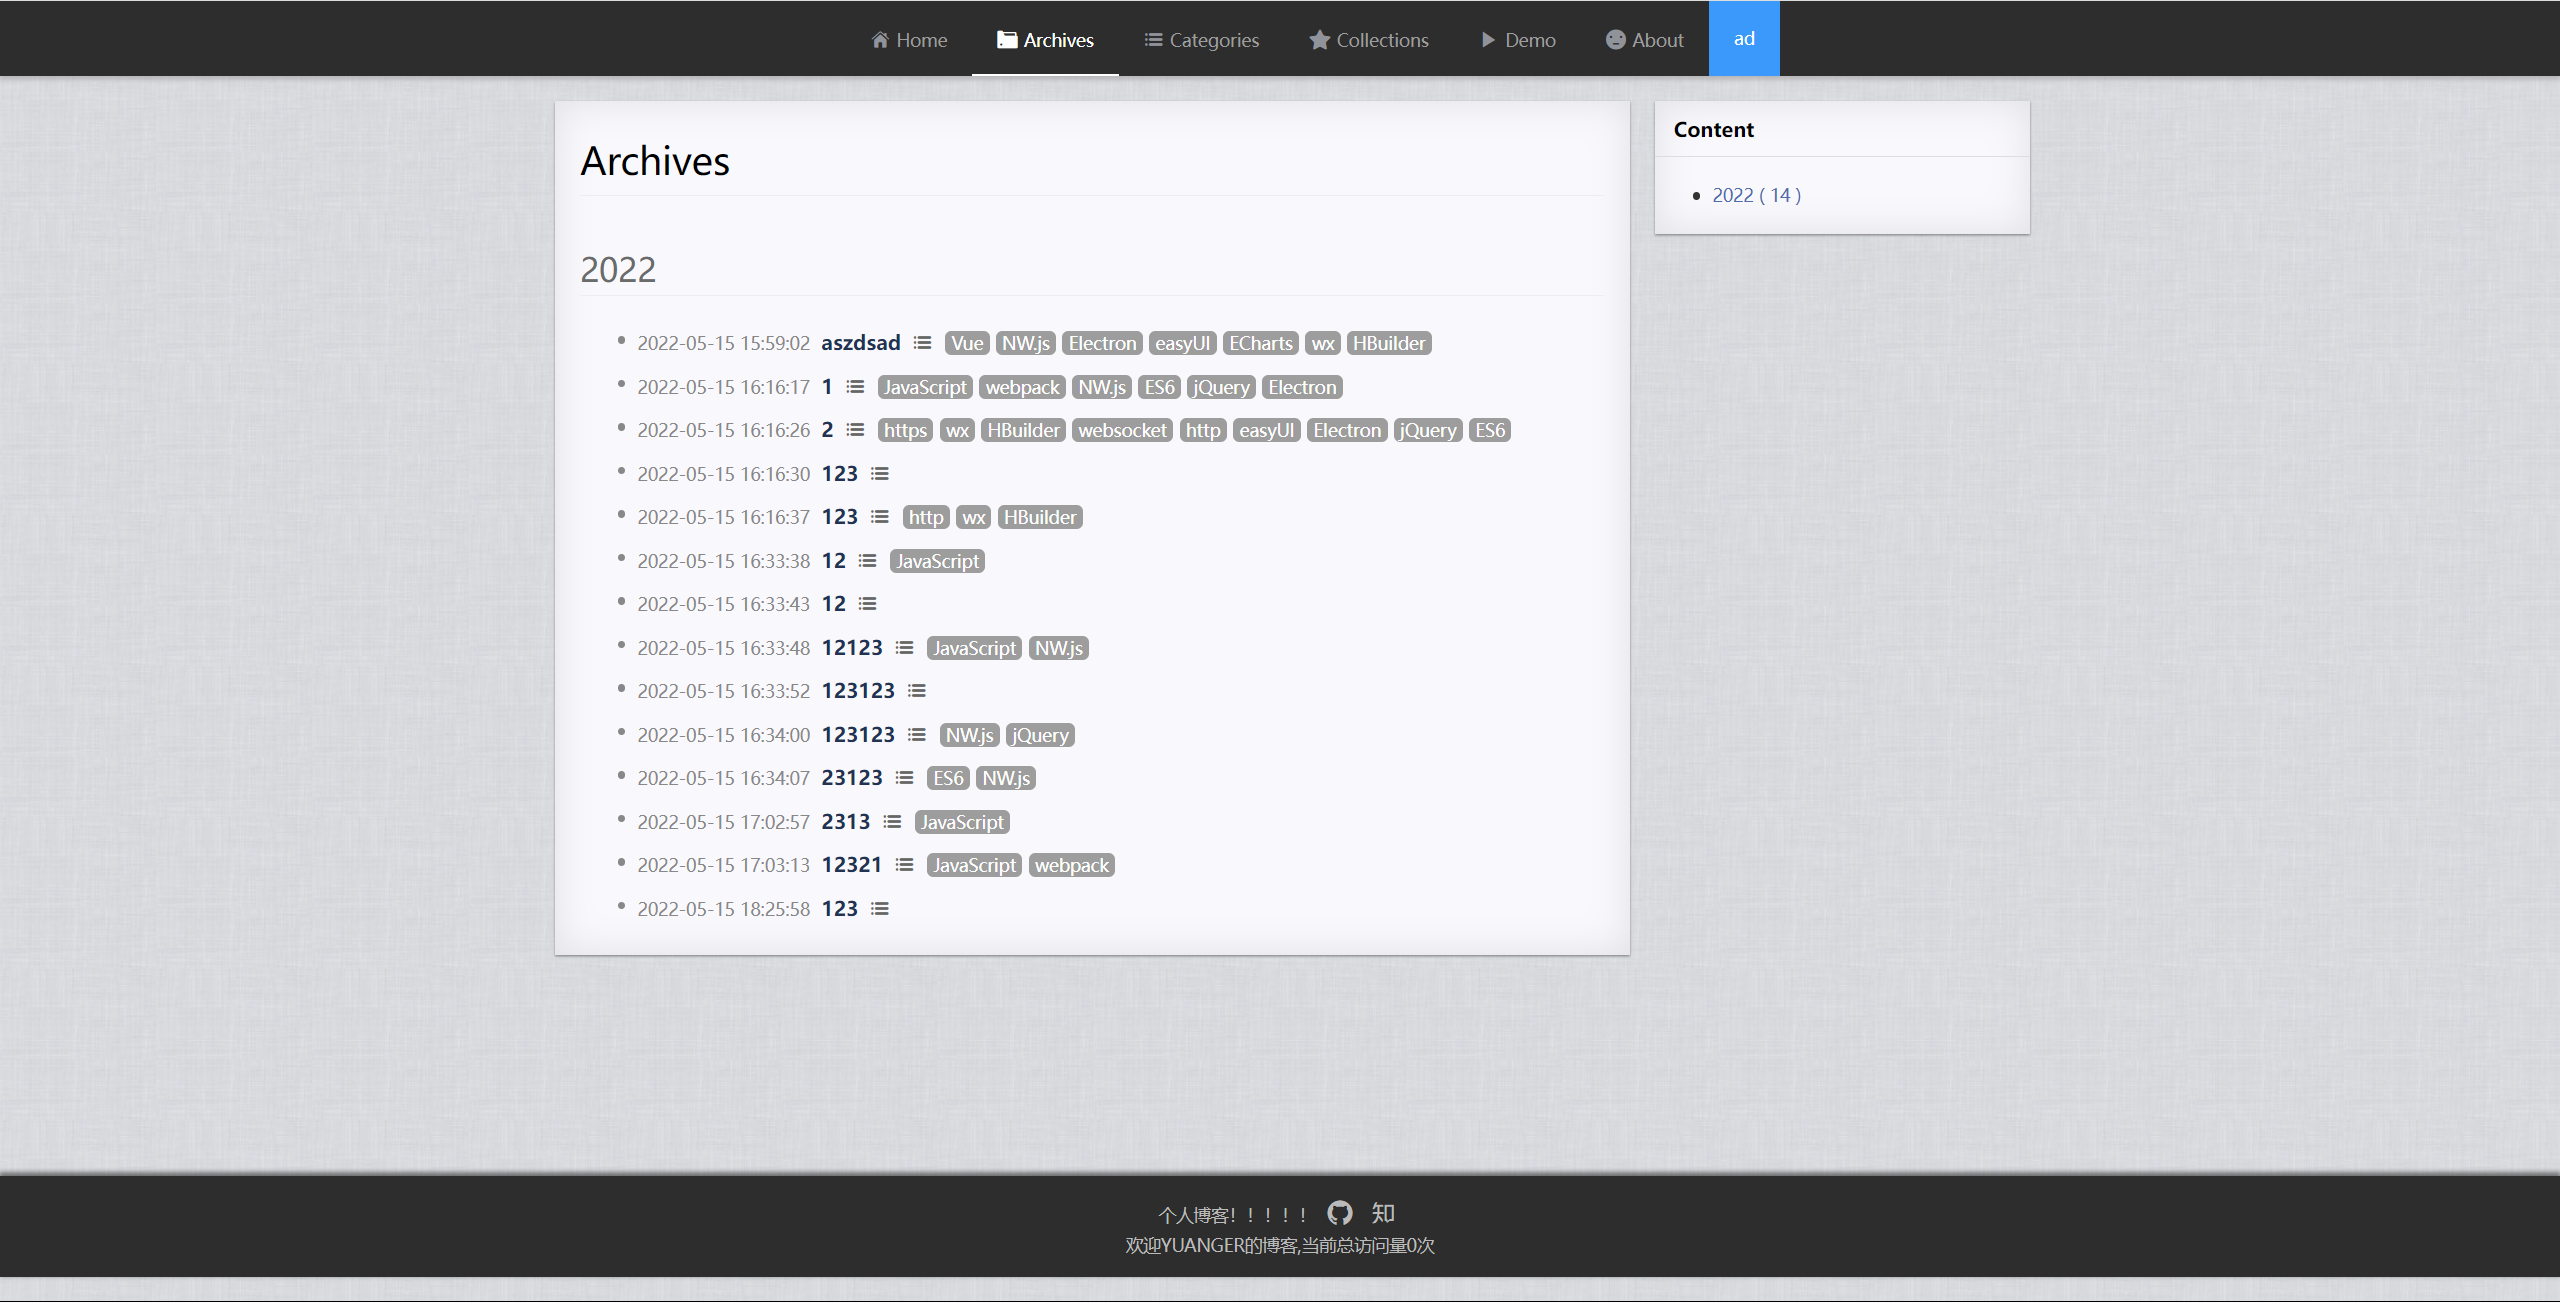 Home Archives Categories Collections Demo About ad
Archives
2022
2022-05-15 15:59:02 aszdsad Vue NW.js Electron easyUI ECharts wx HBuilder
2022-05-15 16:16:17 1 JavaScript webpack NW.js ES6 jQuery Electron
2022-05-15 16:16:26 2 https wx HBuilder websocket http easyUI Electron jQuery ES6
2022-05-15 16:16:30 123
2022-05-15 16:16:37 123 http wx HBuilder
2022-05-15 16:33:38 12 JavaScript
2022-05-15 16:33:43 12
2022-05-15 16:33:48 12123 JavaScript NW.js
2022-05-15 16:33:52 123123
2022-05-15 16:34:00 123123 NW.js jQuery
2022-05-15 16:34:07 23123 ES6 NW.js
2022-05-15 17:02:57 2313 JavaScript
2022-05-15 17:03:13 12321 JavaScript webpack
2022-05-15 18:25:58 123
Content
2022 ( 14 )
个人博客！！！！！ 知
欢迎YUANGER的博客,当前总访问量0次